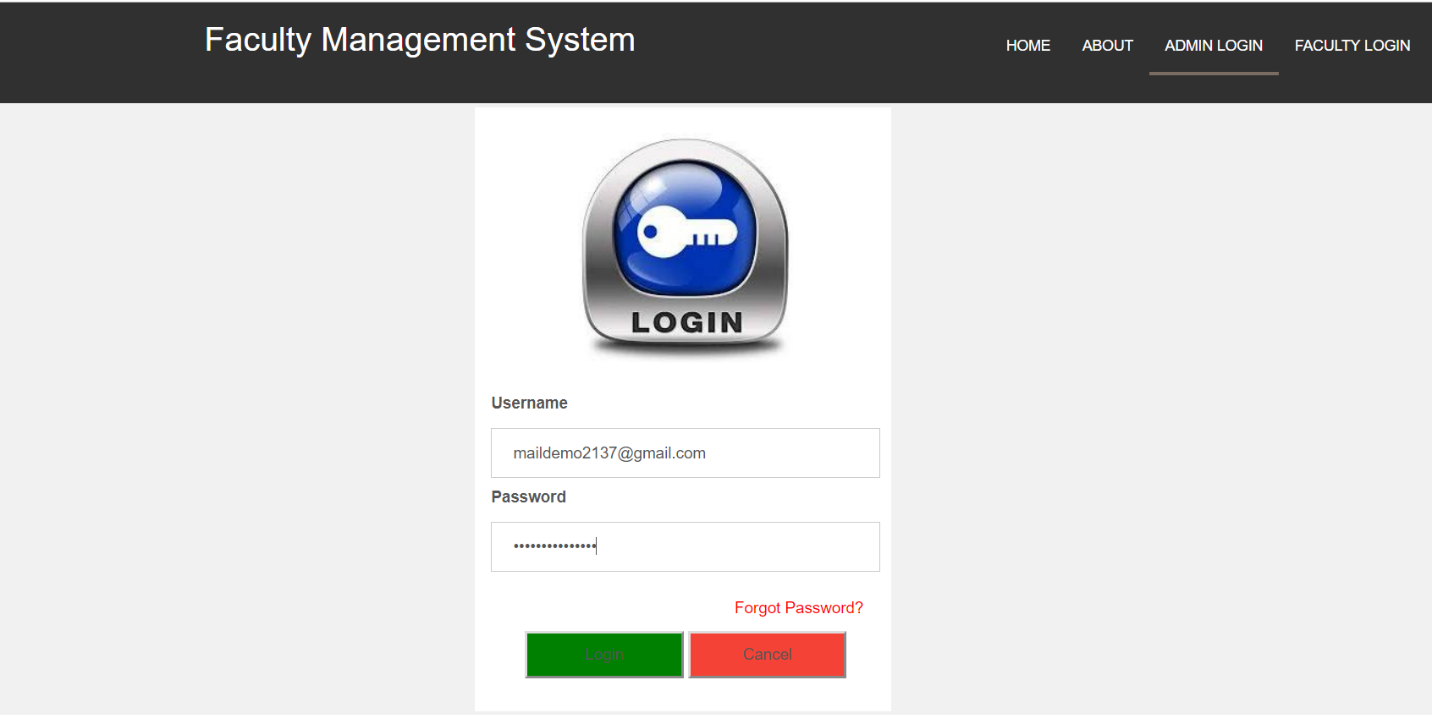 Faculty Management System
HOME ABOUT ADMIN LOGIN FACULTY LOGIN
LOGIN
Username
maildemo2137@gmail.com
Password
•••••••••••••••
Forgot Password?
Login Cancel